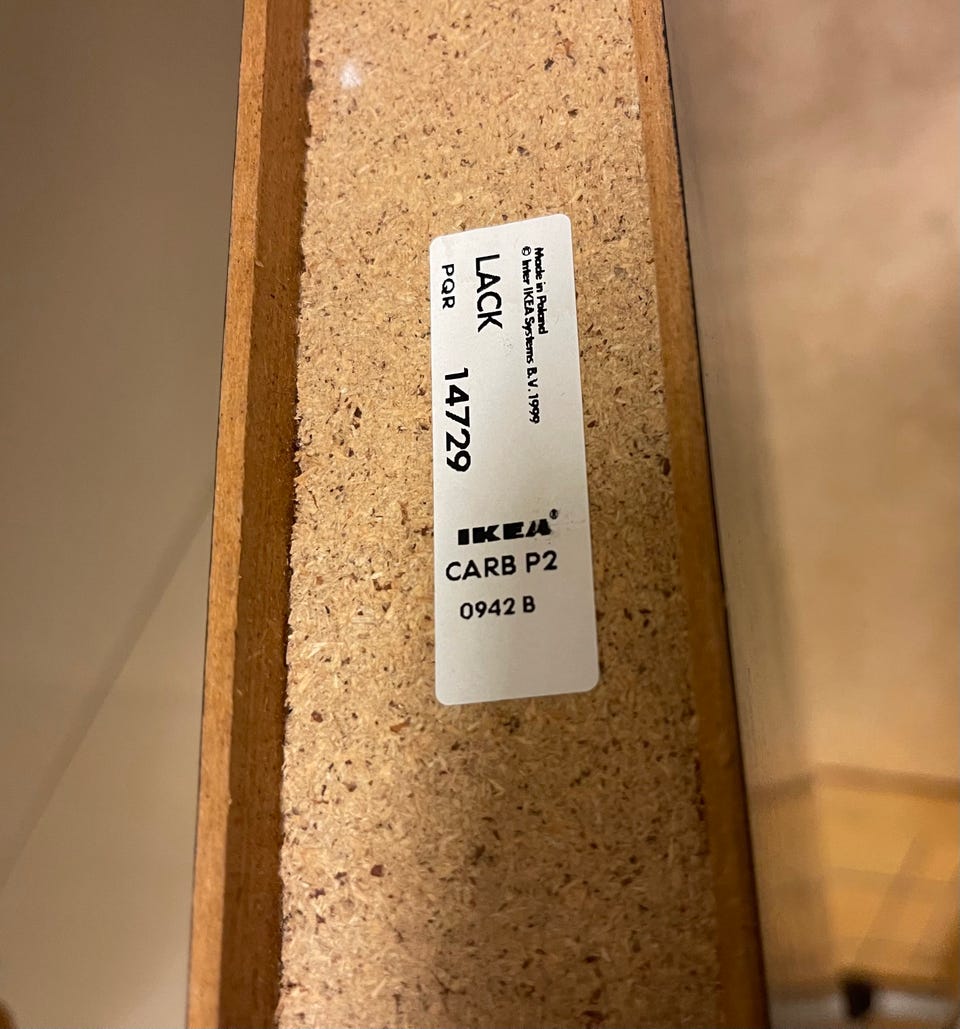 Made in Poland
© Inter IKEA Systems B.V. 1999
LACK
PQR 14729
IKEA®
CARB P2
0942 B